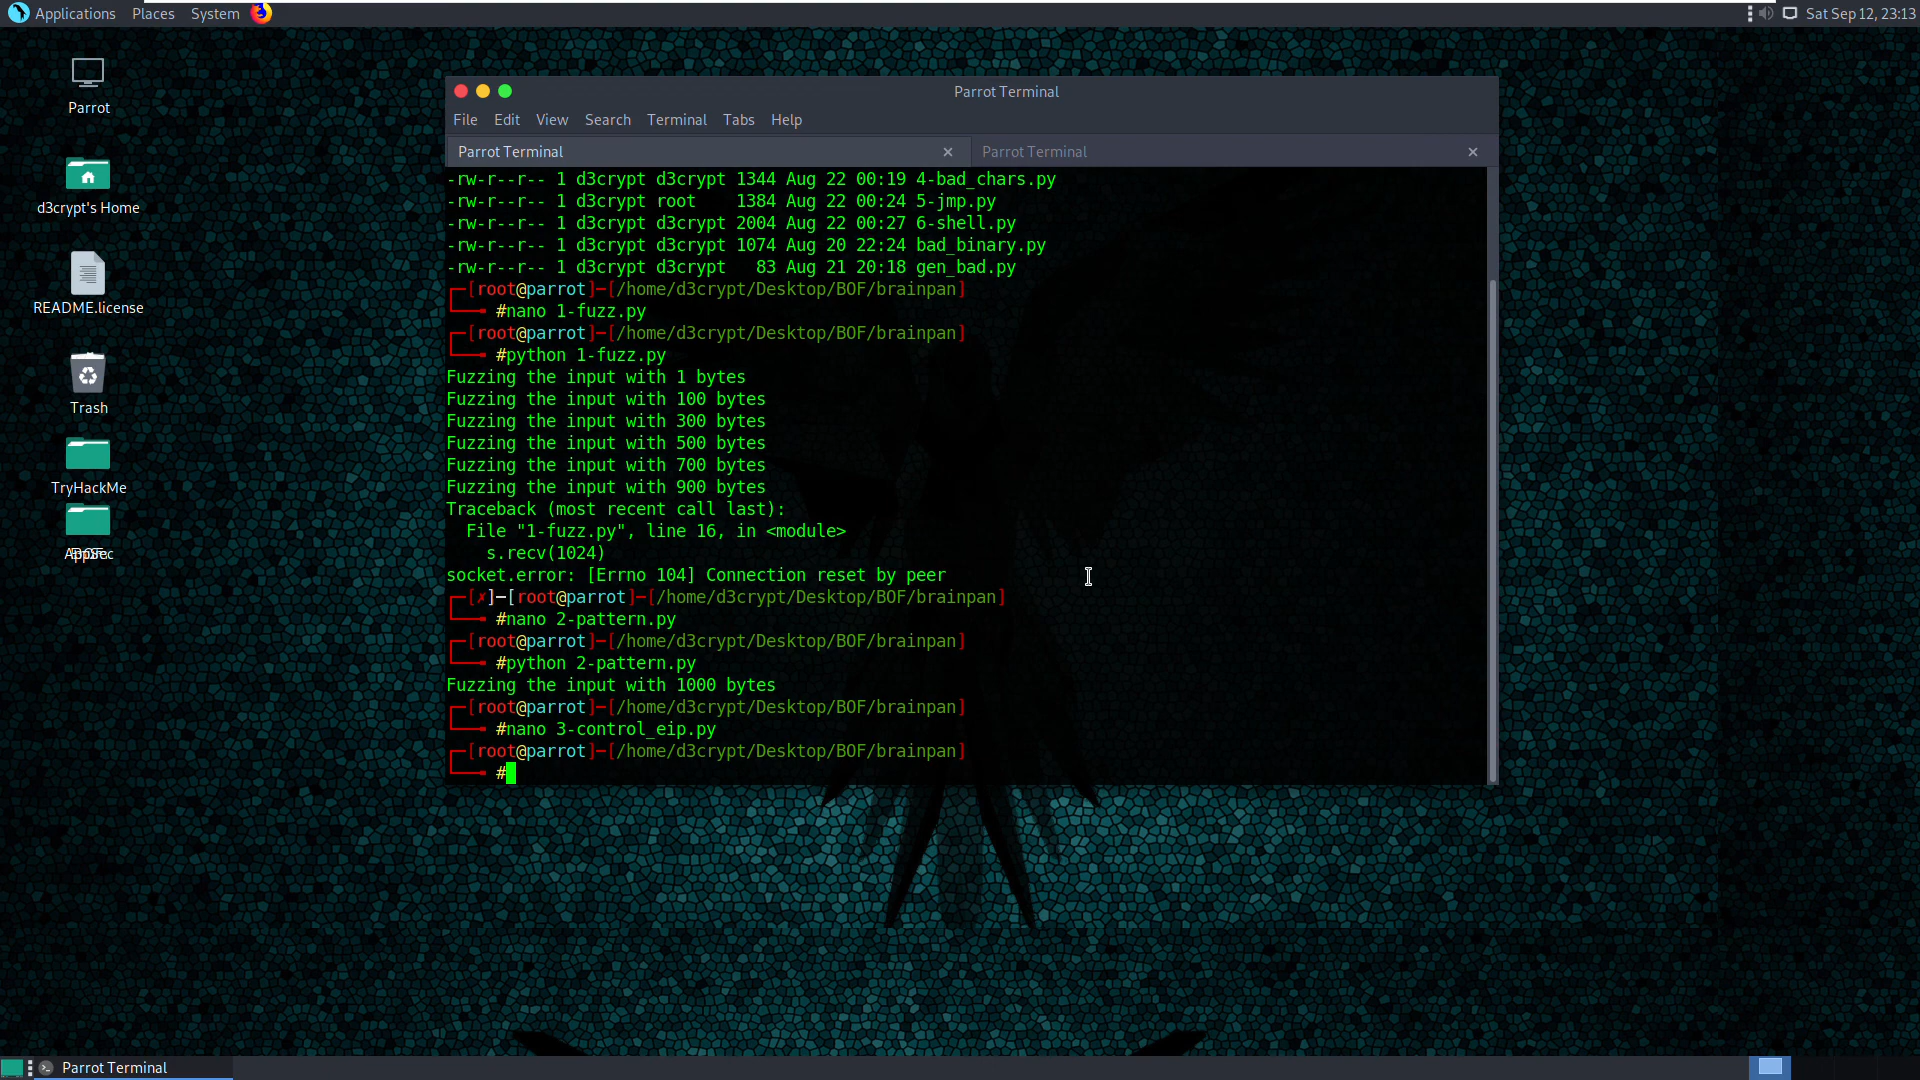 Applications Places System
Sat Sep 12, 23:13
Parrot
d3crypt's Home
README.license
Trash
TryHackMe
Parrot Terminal
File Edit View Search Terminal Tabs Help
Parrot Terminal × Parrot Terminal ×
-rw-r--r-- 1 d3crypt d3crypt 1344 Aug 22 00:19 4-bad_chars.py
-rw-r--r-- 1 d3crypt root    1384 Aug 22 00:24 5-jmp.py
-rw-r--r-- 1 d3crypt d3crypt 2004 Aug 22 00:27 6-shell.py
-rw-r--r-- 1 d3crypt d3crypt 1074 Aug 20 22:24 bad_binary.py
-rw-r--r-- 1 d3crypt d3crypt   83 Aug 21 20:18 gen_bad.py
┌─[root@parrot]─[/home/d3crypt/Desktop/BOF/brainpan]
└──╼ #nano 1-fuzz.py
┌─[root@parrot]─[/home/d3crypt/Desktop/BOF/brainpan]
└──╼ #python 1-fuzz.py
Fuzzing the input with 1 bytes
Fuzzing the input with 100 bytes
Fuzzing the input with 300 bytes
Fuzzing the input with 500 bytes
Fuzzing the input with 700 bytes
Fuzzing the input with 900 bytes
Traceback (most recent call last):
  File "1-fuzz.py", line 16, in <module>
    s.recv(1024)
socket.error: [Errno 104] Connection reset by peer
┌─[✗]─[root@parrot]─[/home/d3crypt/Desktop/BOF/brainpan]
└──╼ #nano 2-pattern.py
┌─[root@parrot]─[/home/d3crypt/Desktop/BOF/brainpan]
└──╼ #python 2-pattern.py
Fuzzing the input with 1000 bytes
┌─[root@parrot]─[/home/d3crypt/Desktop/BOF/brainpan]
└──╼ #nano 3-control_eip.py
┌─[root@parrot]─[/home/d3crypt/Desktop/BOF/brainpan]
└──╼ #
Parrot Terminal